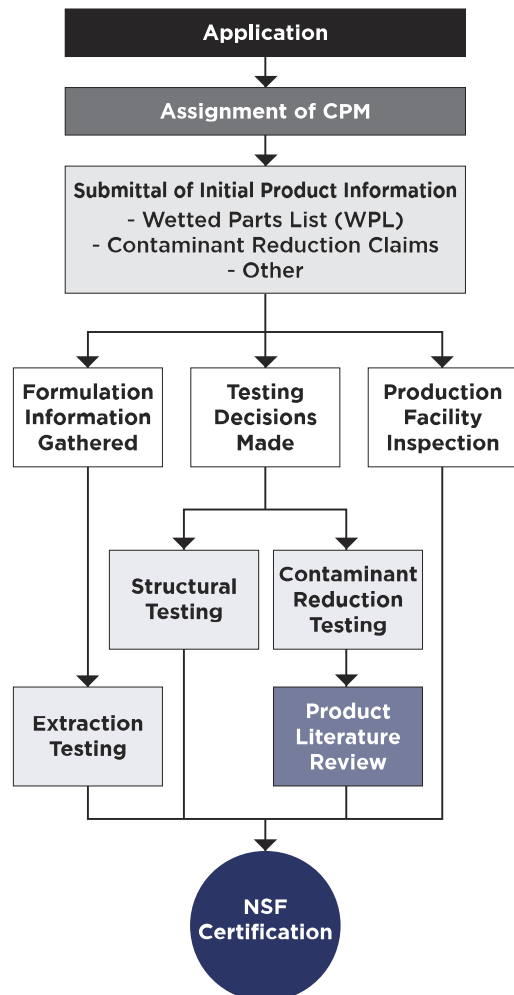 Application
Assignment of CPM
Submittal of Initial Product Information
- Wetted Parts List (WPL)
- Contaminant Reduction Claims
- Other
Formulation
Information
Gathered
Testing
Decisions
Made
Production
Facility
Inspection
Structural
Testing
Contaminant
Reduction
Testing
Extraction
Testing
Product
Literature
Review
NSF
Certification